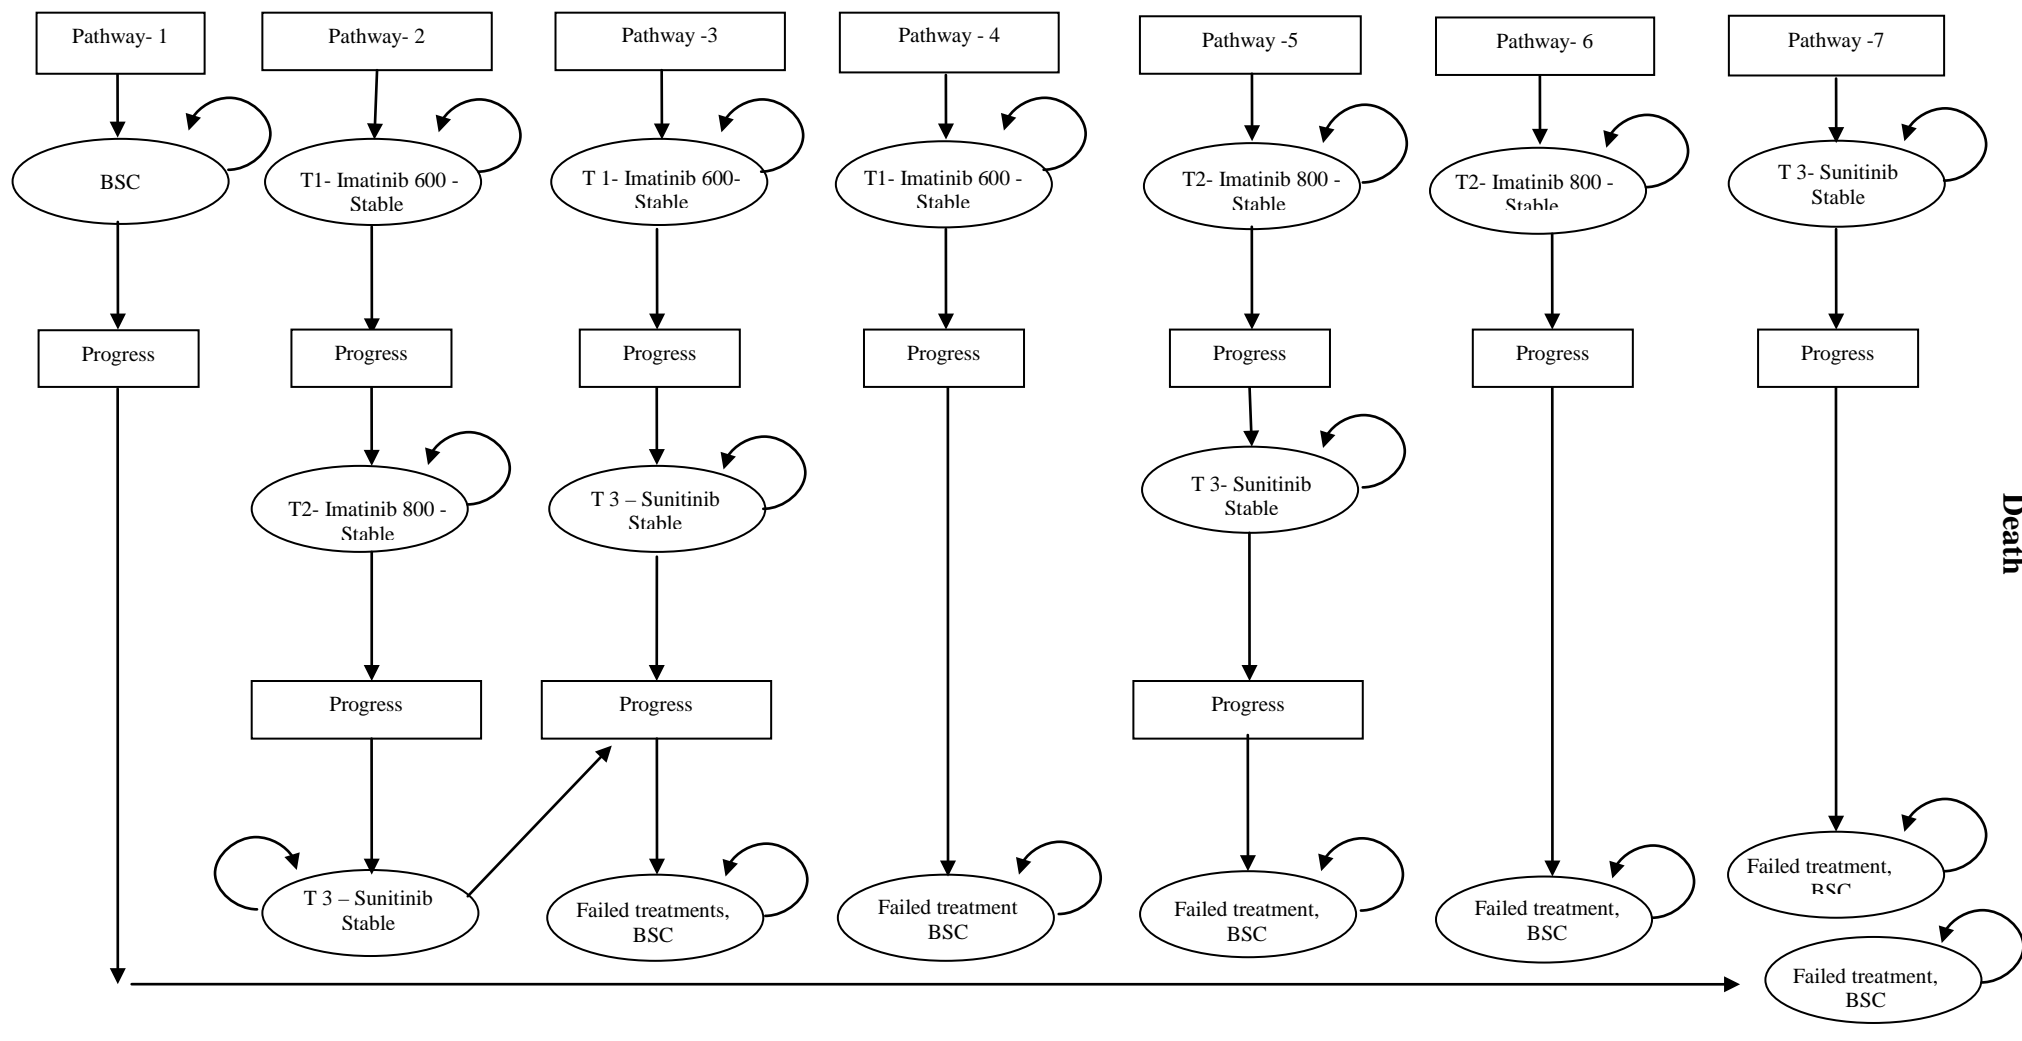 Pathway- 1
Pathway- 2
Pathway -3
Pathway - 4
Pathway -5
Pathway- 6
Pathway -7
BSC
T1- Imatinib 600 -
Stable
T 1- Imatinib 600-
Stable
T1- Imatinib 600 -
Stable
T2- Imatinib 800 -
Stable
T2- Imatinib 800 -
Stable
T 3- Sunitinib
Stable
Progress
Progress
Progress
Progress
Progress
Progress
Progress
T2- Imatinib 800 -
Stable
T 3 – Sunitinib
Stable
T 3- Sunitinib
Stable
Death
Progress
Progress
Progress
T 3 – Sunitinib
Stable
Failed treatments,
BSC
Failed treatment
BSC
Failed treatment,
BSC
Failed treatment,
BSC
Failed treatment,
BSC
Failed treatment,
BSC